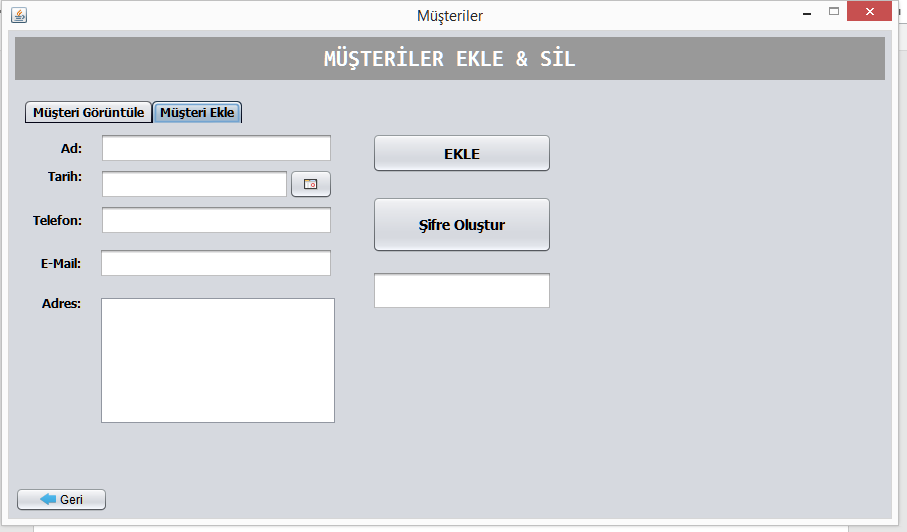 Müşteriler
MÜŞTERİLER EKLE & SİL
Müşteri Görüntüle Müşteri Ekle
Ad:
EKLE
Tarih:
Telefon:
Şifre Oluştur
E-Mail:
Adres:
Geri